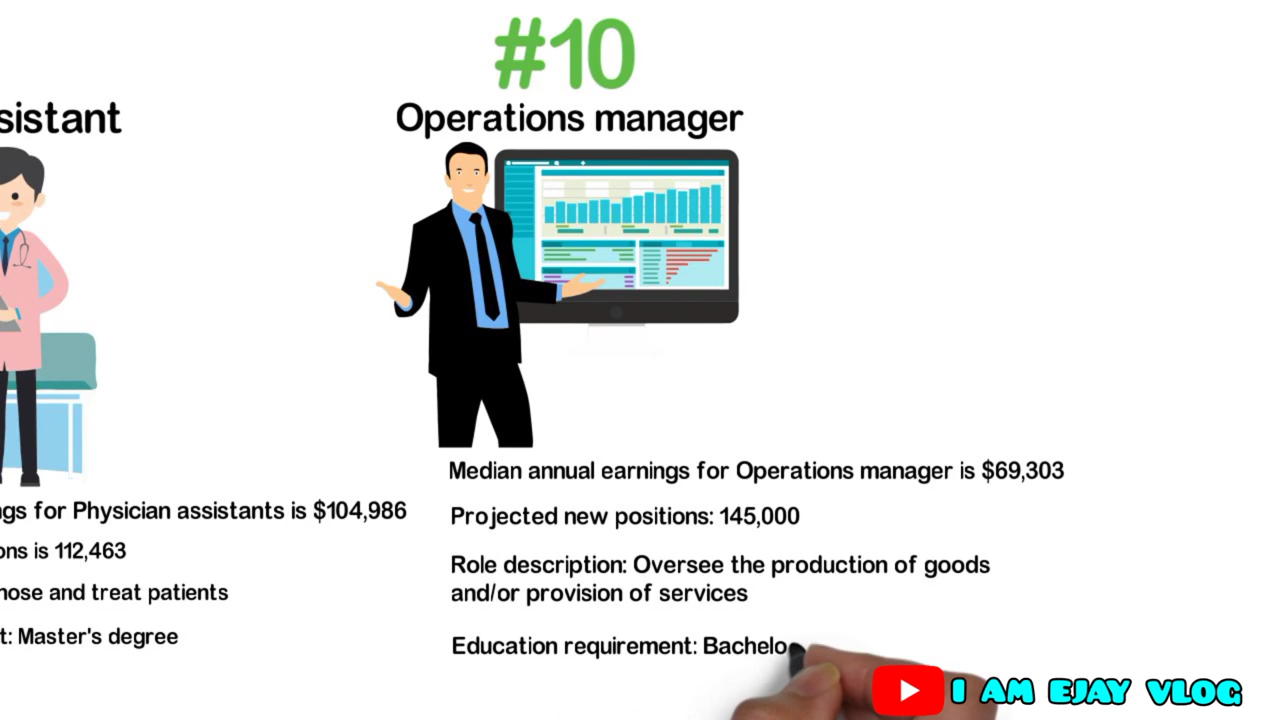 #10
Operations manager
sistant
Median annual earnings for Operations manager is $69,303
Projected new positions: 145,000
Role description: Oversee the production of goods
and/or provision of services
Education requirement: Bachelo
ngs for Physician assistants is $104,986
ons is 112,463
nose and treat patients
t: Master's degree
I AM EJAY VLOG